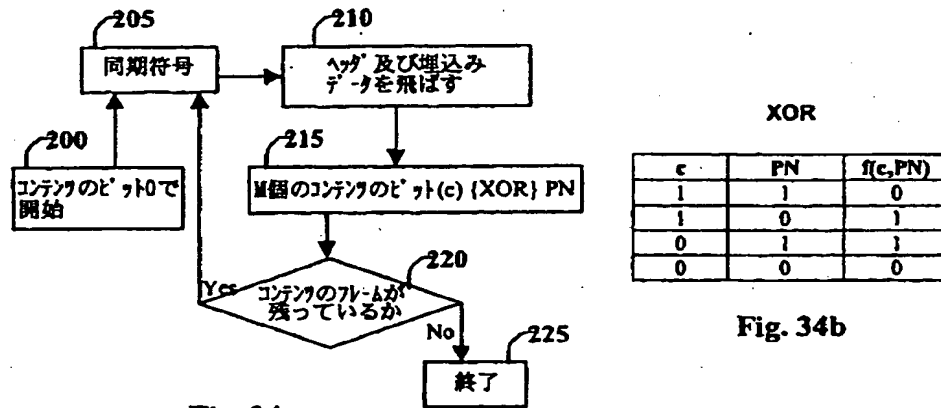 205
同期符号
210
ヘッダ及び埋込み
データを飛ばす
200
コンテンツのビット0で
開始
215
M個のコンテンツのビット(c) {XOR} PN
Yes
コンテンツのフレームが
残っているか
220
No
225
終了
XOR
c PN f(c,PN)
1 1 0
1 0 1
0 1 1
0 0 0
Fig. 34b